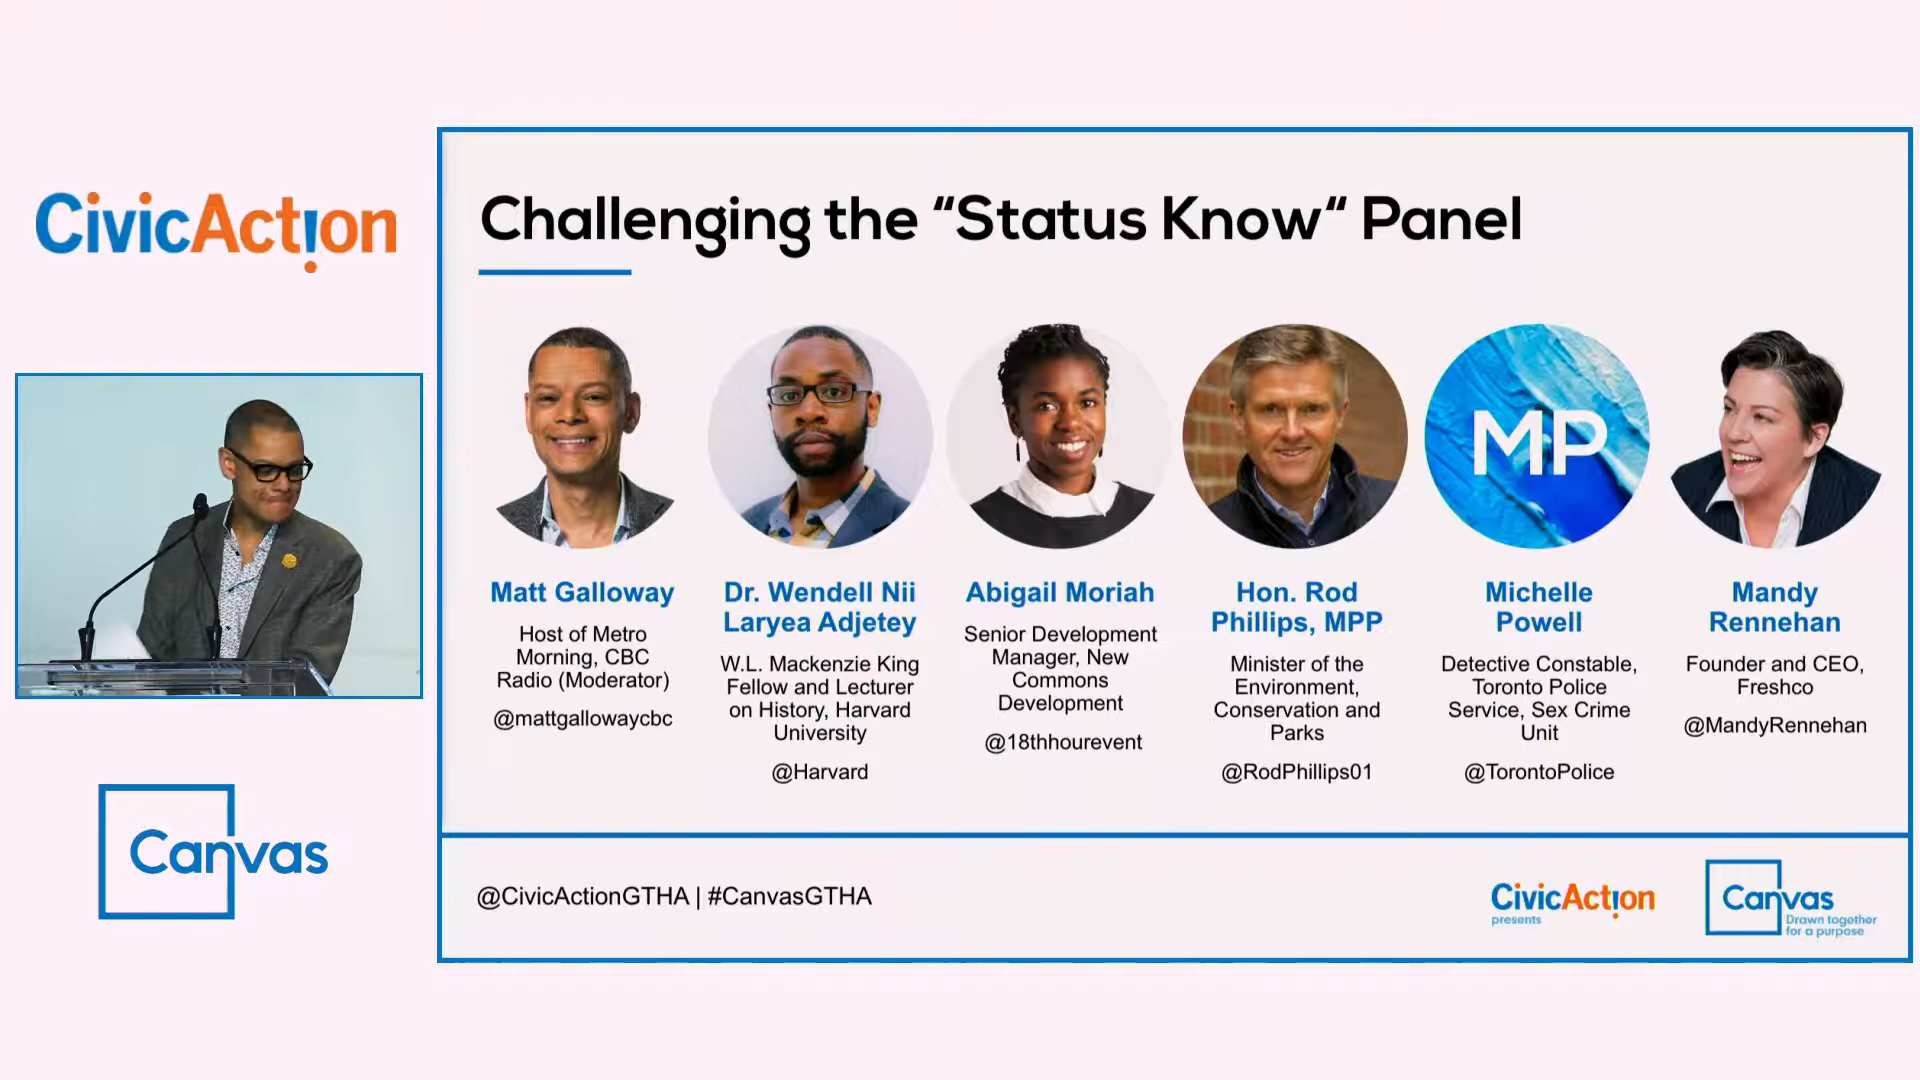 CivicAction
Canvas
Challenging the “Status Know“ Panel
MP
Matt Galloway
Host of Metro
Morning, CBC
Radio (Moderator)
@mattgallowaycbc
Dr. Wendell Nii
Laryea Adjetey
W.L. Mackenzie King
Fellow and Lecturer
on History, Harvard
University
@Harvard
Abigail Moriah
Senior Development
Manager, New
Commons
Development
@18thhourevent
Hon. Rod
Phillips, MPP
Minister of the
Environment,
Conservation and
Parks
@RodPhillips01
Michelle
Powell
Detective Constable,
Toronto Police
Service, Sex Crime
Unit
@TorontoPolice
Mandy
Rennehan
Founder and CEO,
Freshco
@MandyRennehan
@CivicActionGTHA | #CanvasGTHA
CivicAction
presents
Canvas
Drawn together
for a purpose